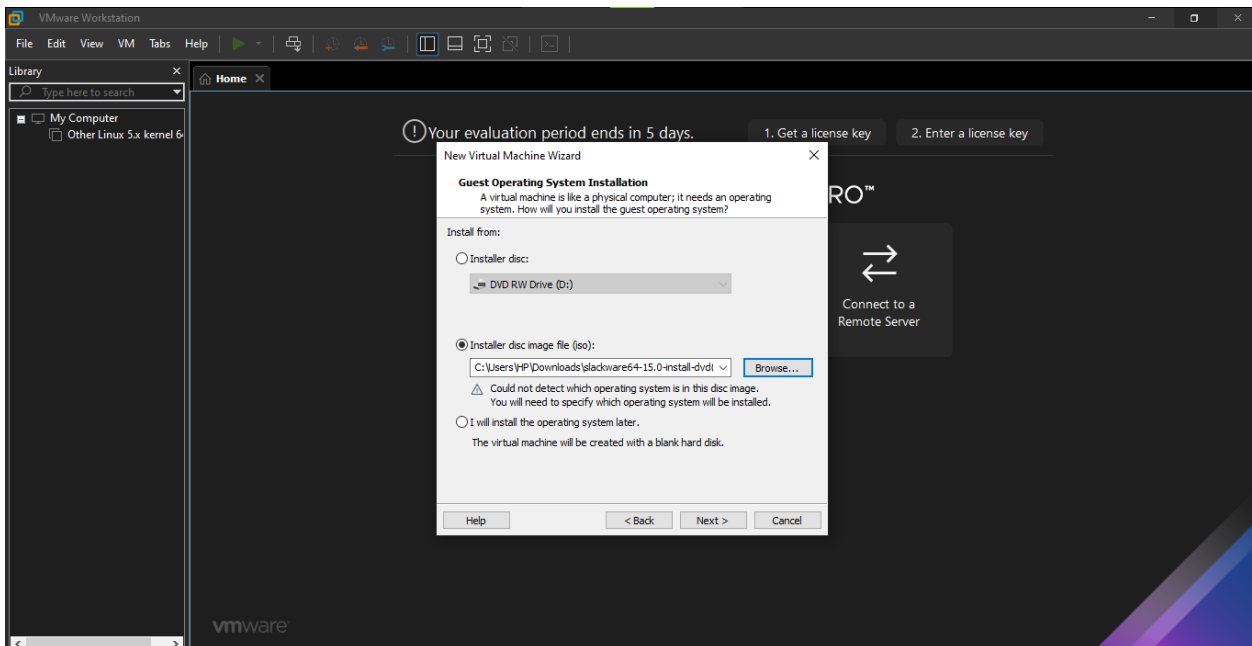 VMware Workstation
File Edit View VM Tabs Help
Library
Home
Type here to search
My Computer
Other Linux 5.x kernel 6
Your evaluation period ends in 5 days.
1. Get a license key
2. Enter a license key
New Virtual Machine Wizard
Guest Operating System Installation
A virtual machine is like a physical computer; it needs an operating
system. How will you install the guest operating system?
RO™
Install from:
Installer disc:
DVD RW Drive (D:)
Connect to a
Remote Server
Installer disc image file (iso):
C:\Users\HP\Downloads\slackware64-15.0-install-dvd(
Browse...
Could not detect which operating system is in this disc image.
You will need to specify which operating system will be installed.
I will install the operating system later.
The virtual machine will be created with a blank hard disk.
Help
< Back
Next >
Cancel
vmware